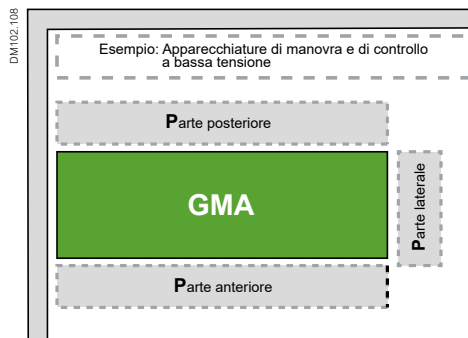 DM102.108
Esempio: Apparecchiature di manovra e di controllo
a bassa tensione
Parte posteriore
GMA
Parte laterale
Parte anteriore